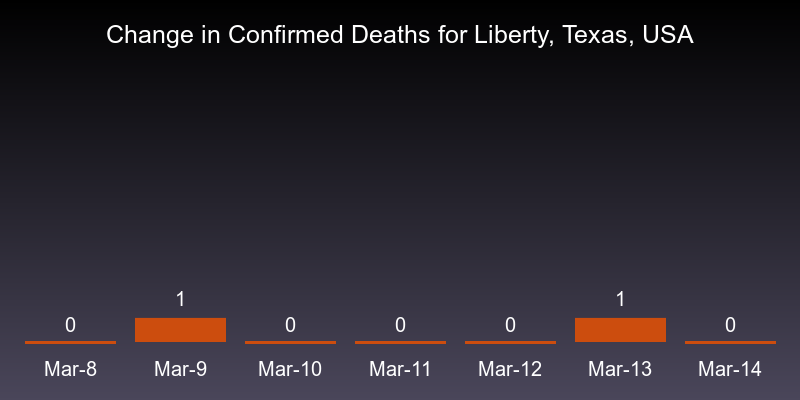 Change in Confirmed Deaths for Liberty, Texas, USA
0 1 0 0 0 1 0
Mar-8 Mar-9 Mar-10 Mar-11 Mar-12 Mar-13 Mar-14